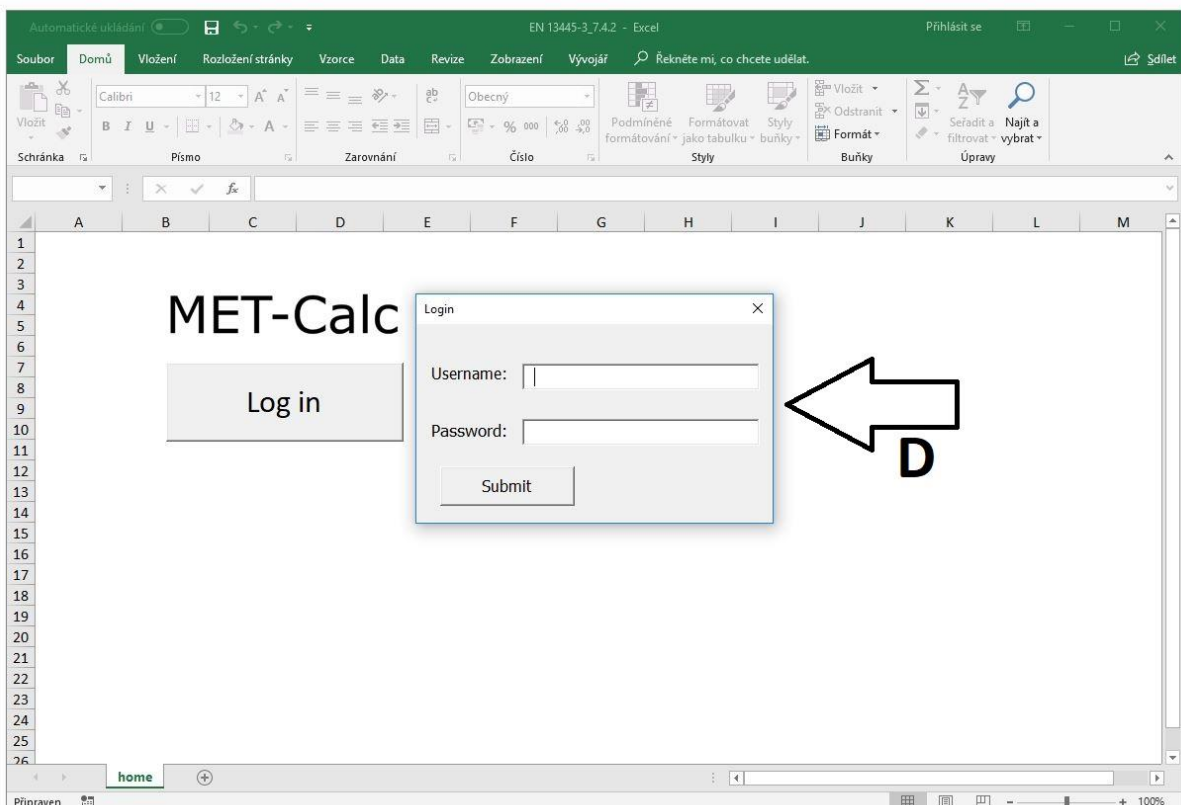 Automatické ukládání
EN 13445-3_7.4.2 - Excel
Přihlásit se
Soubor Domů Vložení Rozložení stránky Vzorce Data Revize Zobrazení Vývojář Řekněte mi, co chcete udělat. Sdílet
Vložit
Calibri 12 A A
B I U A
ab
Obecný
% 000
Podmíněné formátování
Formátovat jako tabulku
Styly buňky
Vložit
Odstranit
Formát
Seřadit a filtrovat
Najít a vybrat
Schránka Písmo Zarovnání Číslo Styly Buňky Úpravy
fx
A B C D E F G H I J K L M
1
2
3
4
5
6
7
8
9
10
11
12
13
14
15
16
17
18
19
20
21
22
23
24
25
26
MET-Calc
Log in
Login
Username:
Password:
Submit
D
home
Připraven
100%